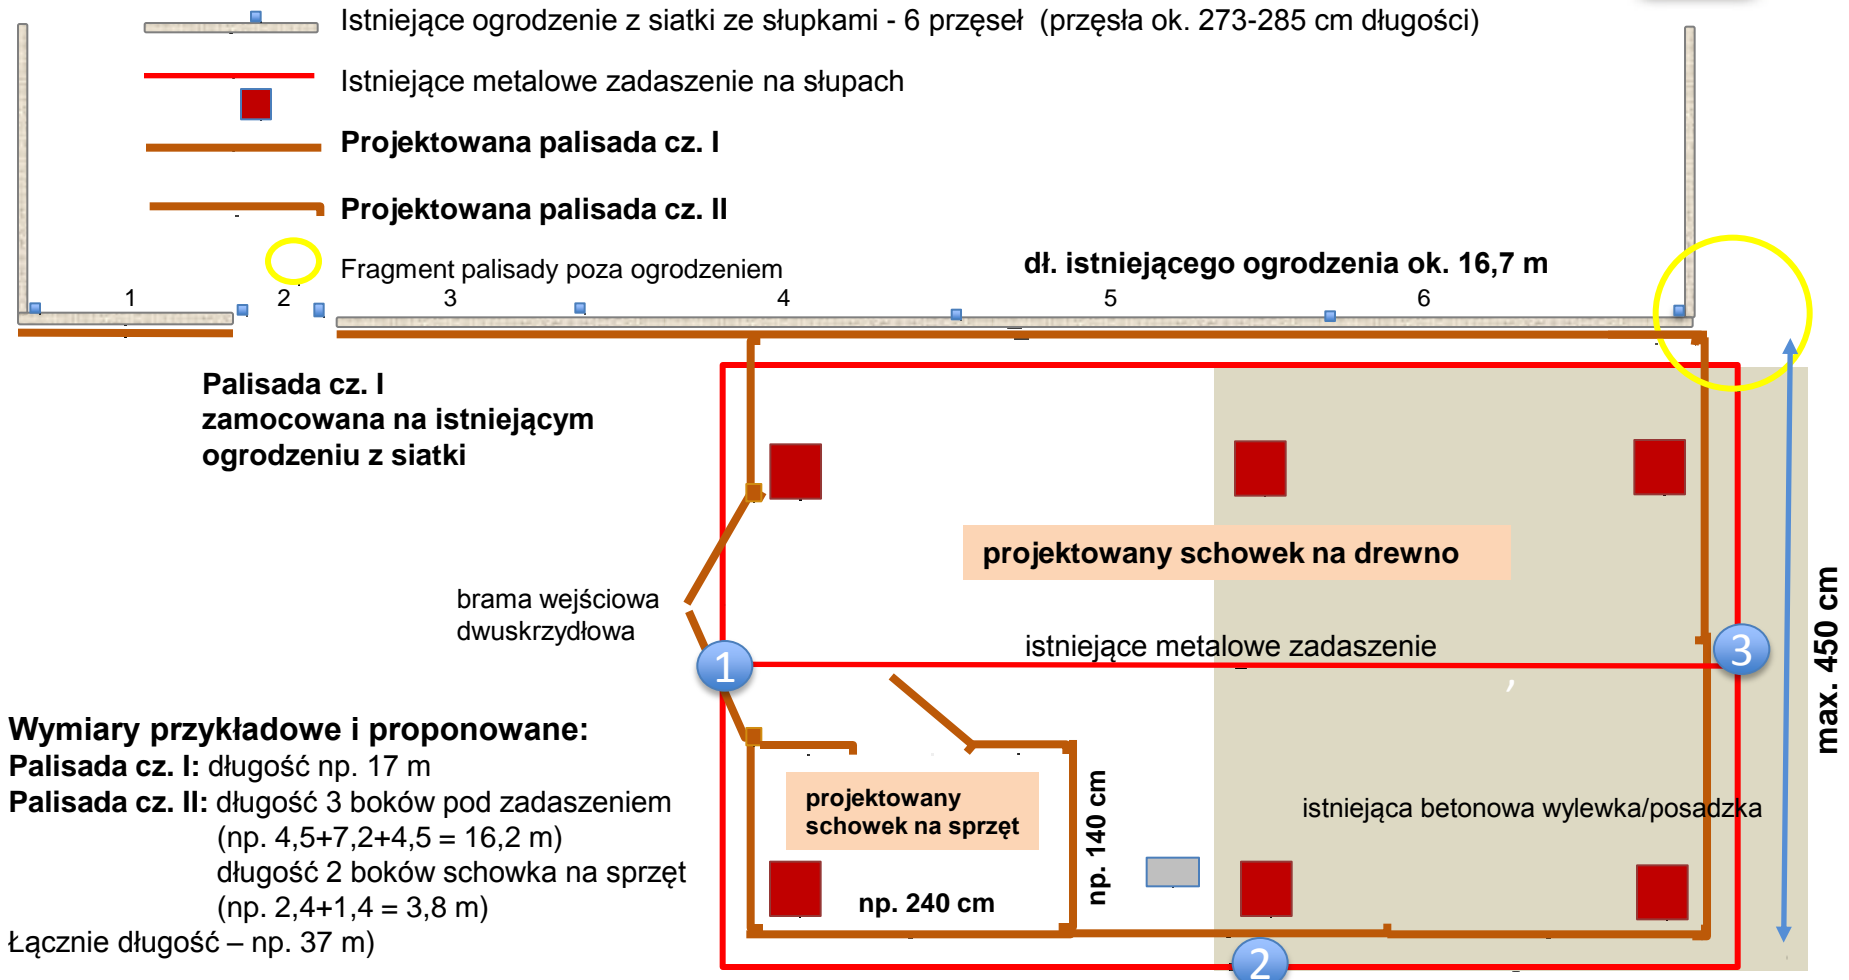 Istniejące ogrodzenie z siatki ze słupkami - 6 przęseł  (przęsła ok. 273-285 cm długości)
Istniejące metalowe zadaszenie na słupach
Projektowana palisada cz. I
Projektowana palisada cz. II
Fragment palisady poza ogrodzeniem
dł. istniejącego ogrodzenia ok. 16,7 m
1
2
3
4
5
6
Palisada cz. I
zamocowana na istniejącym
ogrodzeniu z siatki
projektowany schowek na drewno
brama wejściowa
dwuskrzydłowa
istniejące metalowe zadaszenie
1
3
,
max. 450 cm
Wymiary przykładowe i proponowane:
Palisada cz. I: długość np. 17 m
Palisada cz. II: długość 3 boków pod zadaszeniem
(np. 4,5+7,2+4,5 = 16,2 m)
długość 2 boków schowka na sprzęt
(np. 2,4+1,4 = 3,8 m)
Łącznie długość – np. 37 m)
projektowany
schowek na sprzęt
np. 140 cm
istniejąca betonowa wylewka/posadzka
np. 240 cm
2